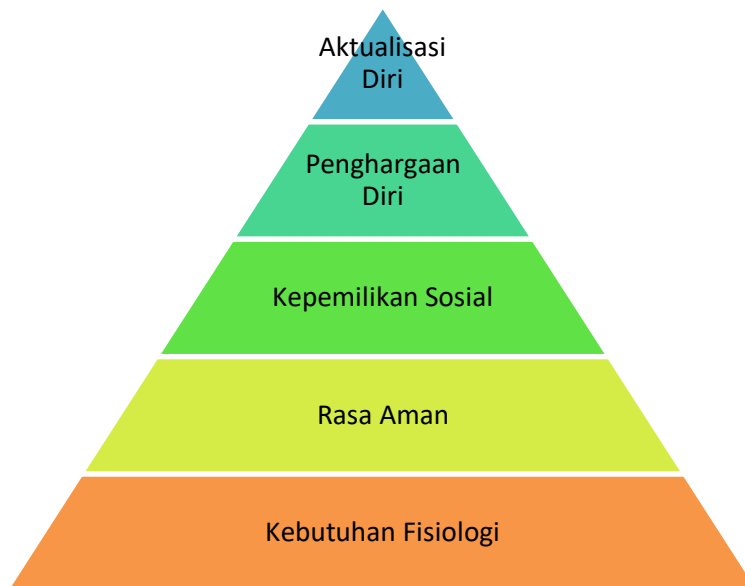 Aktualisasi
Diri
Penghargaan
Diri
Kepemilikan Sosial
Rasa Aman
Kebutuhan Fisiologi